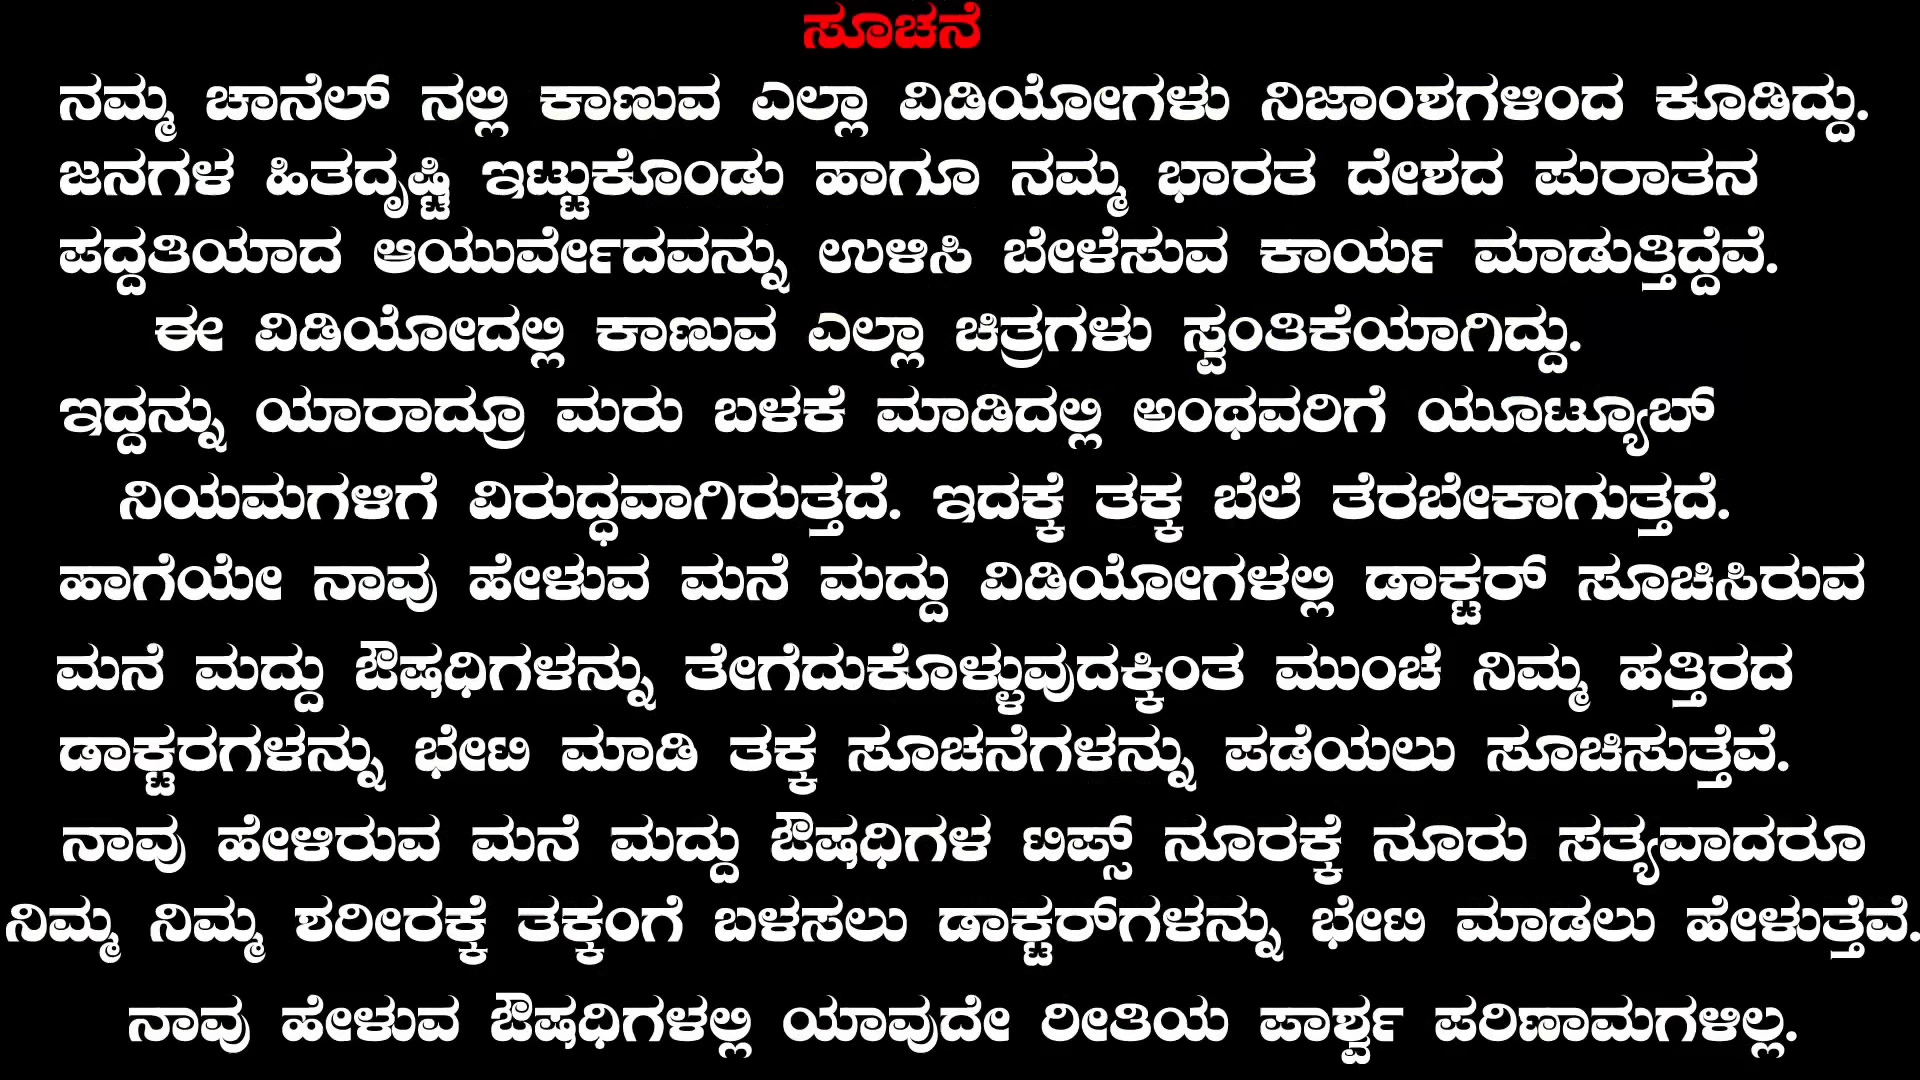 ಸೂಚನೆ
ನಮ್ಮ ಚಾನೆಲ್ ನಲ್ಲಿ ಕಾಣುವ ಎಲ್ಲಾ ವಿಡಿಯೋಗಳು ನಿಜಾಂಶಗಳಿಂದ ಕೂಡಿದ್ದು.
ಜನಗಳ ಹಿತದೃಷ್ಟಿ ಇಟ್ಟುಕೊಂಡು ಹಾಗೂ ನಮ್ಮ ಭಾರತ ದೇಶದ ಪುರಾತನ
ಪದ್ದತಿಯಾದ ಆಯುರ್ವೇದವನ್ನು ಉಳಿಸಿ ಬೇಳೆಸುವ ಕಾರ್ಯ ಮಾಡುತ್ತಿದ್ದೆವೆ.
ಈ ವಿಡಿಯೋದಲ್ಲಿ ಕಾಣುವ ಎಲ್ಲಾ ಚಿತ್ರಗಳು ಸ್ವಂತಿಕೆಯಾಗಿದ್ದು.
ಇದ್ದನ್ನು ಯಾರಾದ್ರೂ ಮರು ಬಳಕೆ ಮಾಡಿದಲ್ಲಿ ಅಂಥವರಿಗೆ ಯೂಟ್ಯೂಬ್
ನಿಯಮಗಳಿಗೆ ವಿರುದ್ಧವಾಗಿರುತ್ತದೆ. ಇದಕ್ಕೆ ತಕ್ಕ ಬೆಲೆ ತೆರಬೇಕಾಗುತ್ತದೆ.
ಹಾಗೆಯೇ ನಾವು ಹೇಳುವ ಮನೆ ಮದ್ದು ವಿಡಿಯೋಗಳಲ್ಲಿ ಡಾಕ್ಟರ್ ಸೂಚಿಸಿರುವ
ಮನೆ ಮದ್ದು ಔಷಧಿಗಳನ್ನು ತೇಗೆದುಕೊಳ್ಳುವುದಕ್ಕಿಂತ ಮುಂಚೆ ನಿಮ್ಮ ಹತ್ತಿರದ
ಡಾಕ್ಟರಗಳನ್ನು ಭೇಟಿ ಮಾಡಿ ತಕ್ಕ ಸೂಚನೆಗಳನ್ನು ಪಡೆಯಲು ಸೂಚಿಸುತ್ತೆವೆ.
ನಾವು ಹೇಳಿರುವ ಮನೆ ಮದ್ದು ಔಷಧಿಗಳ ಟಿಪ್ಸ್ ನೂರಕ್ಕೆ ನೂರು ಸತ್ಯವಾದರೂ
ನಿಮ್ಮ ನಿಮ್ಮ ಶರೀರಕ್ಕೆ ತಕ್ಕಂಗೆ ಬಳಸಲು ಡಾಕ್ಟರ್‌ಗಳನ್ನು ಭೇಟಿ ಮಾಡಲು ಹೇಳುತ್ತೆವೆ.
ನಾವು ಹೇಳುವ ಔಷಧಿಗಳಲ್ಲಿ ಯಾವುದೇ ರೀತಿಯ ಪಾರ್ಶ್ವ ಪರಿಣಾಮಗಳಿಲ್ಲ.